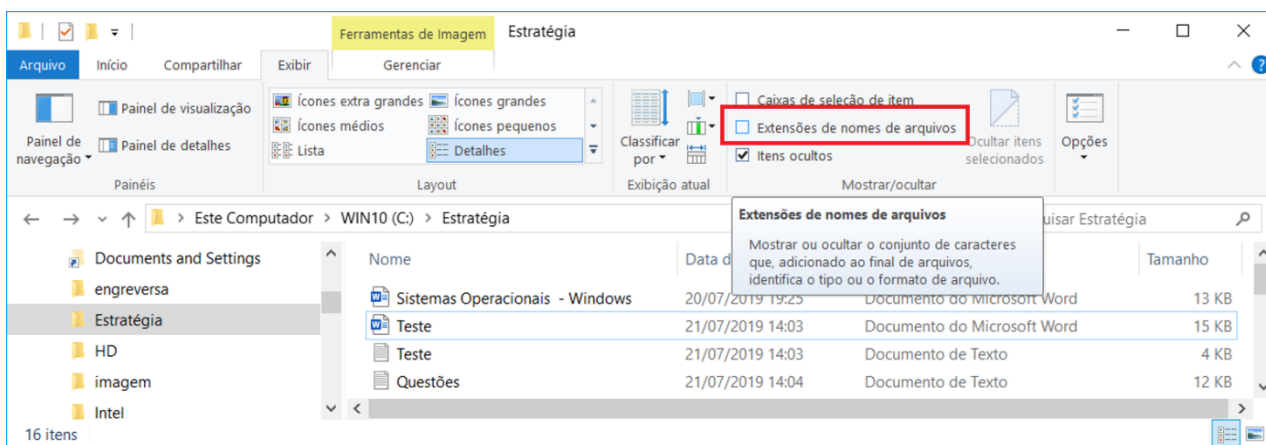 Ferramentas de Imagem Estratégia
Arquivo Início Compartilhar Exibir Gerenciar
Painel de navegação
Painel de visualização
Painel de detalhes
Painéis
Ícones extra grandes Ícones grandes
Ícones médios Ícones pequenos
Lista Detalhes
Layout
Classificar por
Exibição atual
Caixas de seleção de item
Extensões de nomes de arquivos
Itens ocultos
Ocultar itens selecionados
Mostrar/ocultar
Opções
Este Computador > WIN10 (C:) > Estratégia
Estratégia
Extensões de nomes de arquivos
Mostrar ou ocultar o conjunto de caracteres
que, adicionado ao final de arquivos,
identifica o tipo ou o formato de arquivo.
Documents and Settings
engreversa
Estratégia
HD
imagem
Intel
Nome Data Tamanho
Sistemas Operacionais - Windows 20/07/2019 19:25 Documento do Microsoft Word 13 KB
Teste 21/07/2019 14:03 Documento do Microsoft Word 15 KB
Teste 21/07/2019 14:03 Documento de Texto 4 KB
Questões 21/07/2019 14:04 Documento de Texto 12 KB
16 itens